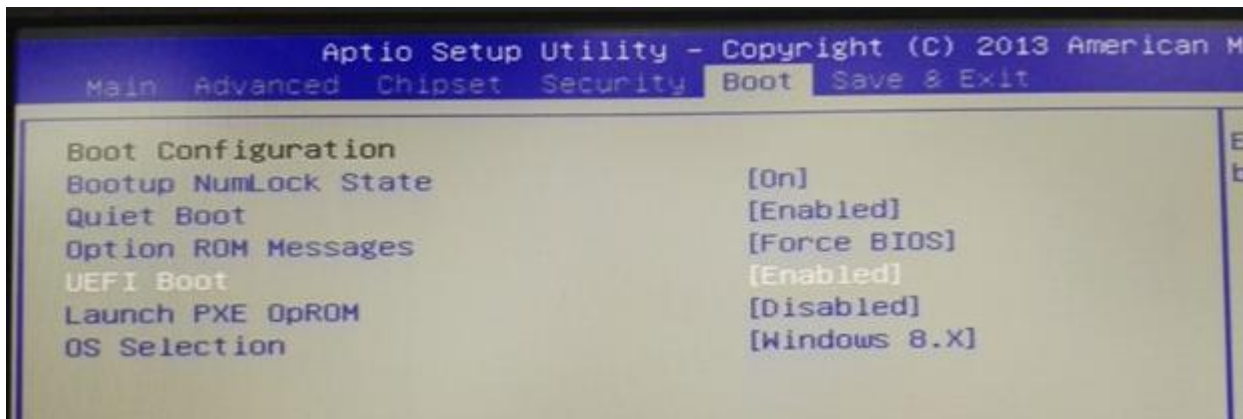 Aptio Setup Utility - Copyright (C) 2013 American M
Main Advanced Chipset Security Boot Save & Exit
Boot Configuration
Bootup NumLock State [On]
Quiet Boot [Enabled]
Option ROM Messages [Force BIOS]
UEFI Boot [Enabled]
Launch PXE OpROM [Disabled]
OS Selection [Windows 8.X]
E
b